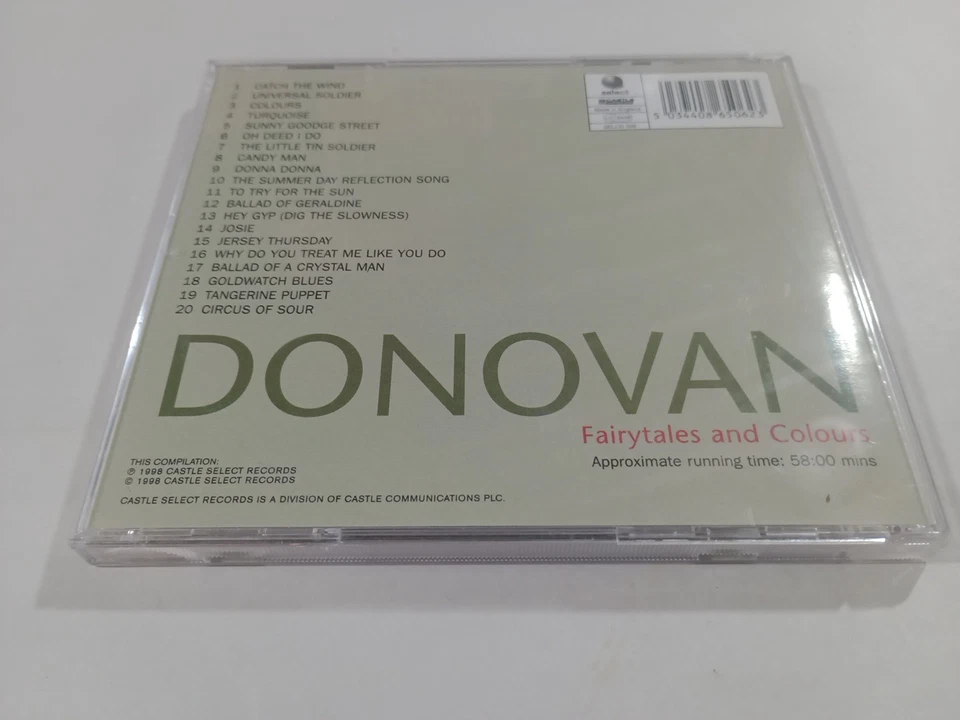 1 CATCH THE WIND
2 UNIVERSAL SOLDIER
3 COLOURS
4 TURQUOISE
5 SUNNY GOODGE STREET
6 OH DEED I DO
7 THE LITTLE TIN SOLDIER
8 CANDY MAN
9 DONNA DONNA
10 THE SUMMER DAY REFLECTION SONG
11 TO TRY FOR THE SUN
12 BALLAD OF GERALDINE
13 HEY GYP (DIG THE SLOWNESS)
14 JOSIE
15 JERSEY THURSDAY
16 WHY DO YOU TREAT ME LIKE YOU DO
17 BALLAD OF A CRYSTAL MAN
18 GOLDWATCH BLUES
19 TANGERINE PUPPET
20 CIRCUS OF SOUR
select
5 034408 650623
DONOVAN
Fairytales and Colours
Approximate running time: 58:00 mins
THIS COMPILATION:
℗ 1998 CASTLE SELECT RECORDS
© 1998 CASTLE SELECT RECORDS
CASTLE SELECT RECORDS IS A DIVISION OF CASTLE COMMUNICATIONS PLC.